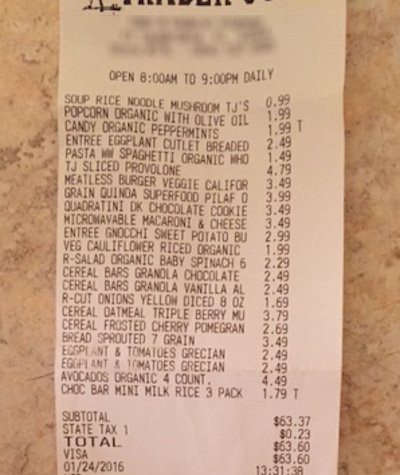 TRADER JO
OPEN 8:00AM TO 9:00PM DAILY
SOUP RICE NOODLE MUSHROOM TJ'S 0.99
POPCORN ORGANIC WITH OLIVE OIL 1.99
CANDY ORGANIC PEPPERMINTS 1.99 T
ENTREE EGGPLANT CUTLET BREADED 2.49
PASTA WW SPAGHETTI ORGANIC WHO 1.49
TJ SLICED PROVOLONE 4.79
MEATLESS BURGER VEGGIE CALIFOR 3.49
GRAIN QUINOA SUPERFOOD PILAF O 3.99
QUADRATINI DK CHOCOLATE COOKIE 3.49
MICROWAVABLE MACARONI & CHEESE 3.49
ENTREE GNOCCHI SWEET POTATO BU 2.99
VEG CAULIFLOWER RICED ORGANIC 1.99
R-SALAD ORGANIC BABY SPINACH 6 2.29
CEREAL BARS GRANOLA CHOCOLATE 2.49
CEREAL BARS GRANOLA VANILLA AL 2.49
R-CUT ONIONS YELLOW DICED 8 OZ 1.69
CEREAL OATMEAL TRIPLE BERRY MU 3.79
CEREAL FROSTED CHERRY POMEGRAN 2.69
BREAD SPROUTED 7 GRAIN 3.49
EGGPLANT & TOMATOES GRECIAN 2.49
EGGPLANT & TOMATOES GRECIAN 2.49
AVOCADOS ORGANIC 4 COUNT. 4.49
CHOC BAR MINI MILK RICE 3 PACK 1.79 T
SUBTOTAL $63.37
STATE TAX 1 $0.23
TOTAL $63.60
VISA $63.60
01/24/2016 13:31:38